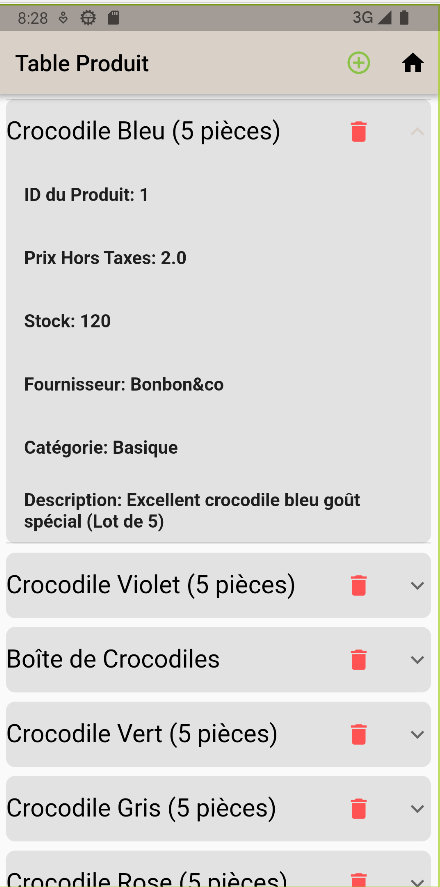 8:28 3G
Table Produit
Crocodile Bleu (5 pièces)
ID du Produit: 1
Prix Hors Taxes: 2.0
Stock: 120
Fournisseur: Bonbon&co
Catégorie: Basique
Description: Excellent crocodile bleu goût
spécial (Lot de 5)
Crocodile Violet (5 pièces)
Boîte de Crocodiles
Crocodile Vert (5 pièces)
Crocodile Gris (5 pièces)
Crocodile Rose (5 pièces)